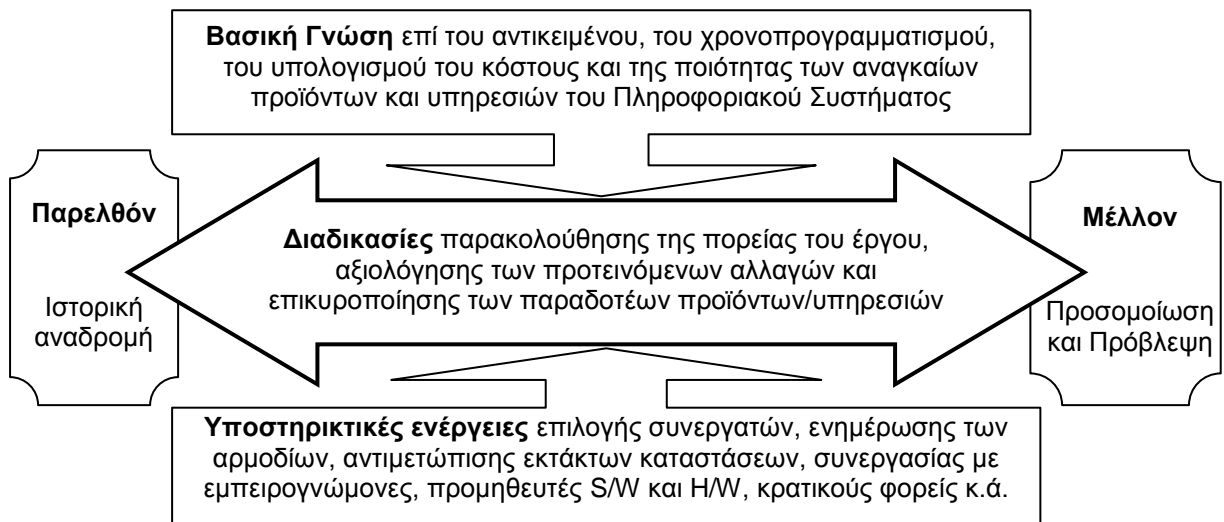 Βασική Γνώση επί του αντικειμένου, του χρονοπρογραμματισμού,
του υπολογισμού του κόστους και της ποιότητας των αναγκαίων
προϊόντων και υπηρεσιών του Πληροφοριακού Συστήματος
Παρελθόν
Ιστορική
αναδρομή
Διαδικασίες παρακολούθησης της πορείας του έργου,
αξιολόγησης των προτεινόμενων αλλαγών και
επικυροποίησης των παραδοτέων προϊόντων/υπηρεσιών
Μέλλον
Προσομοίωση
και Πρόβλεψη
Υποστηρικτικές ενέργειες επιλογής συνεργατών, ενημέρωσης των
αρμοδίων, αντιμετώπισης εκτάκτων καταστάσεων, συνεργασίας με
εμπειρογνώμονες, προμηθευτές S/W και H/W, κρατικούς φορείς κ.ά.